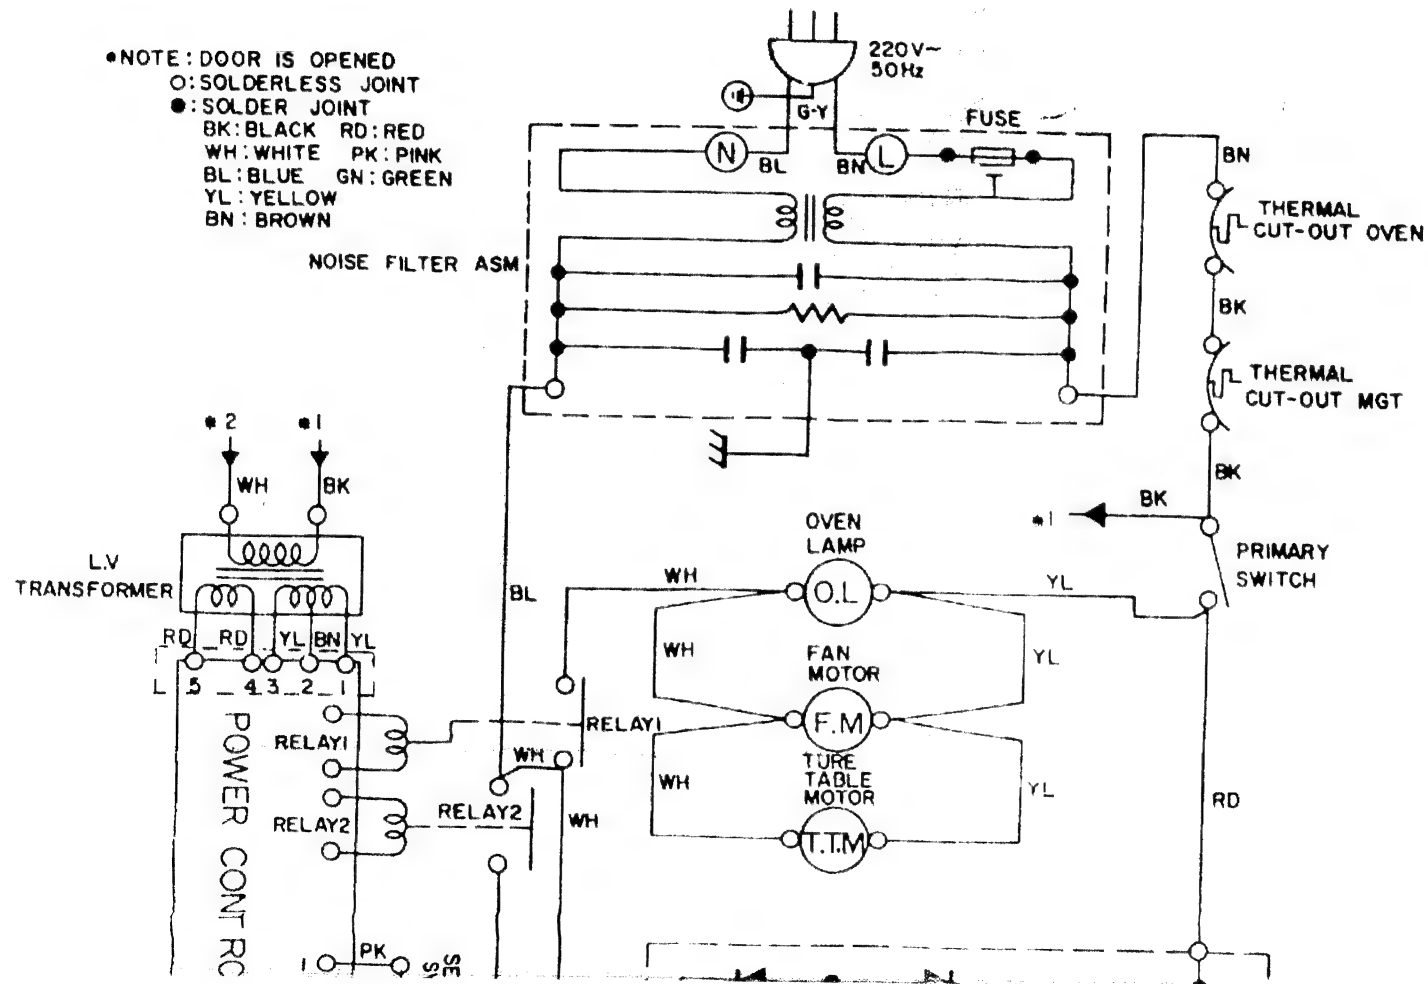 *NOTE: DOOR IS OPENED
O: SOLDERLESS JOINT
●: SOLDER JOINT
BK: BLACK RD: RED
WH: WHITE PK: PINK
BL: BLUE GN: GREEN
YL: YELLOW
BN: BROWN
220V~
50Hz
G-Y
FUSE
N
BL
BN
L
BN
THERMAL
CUT-OUT OVEN
NOISE FILTER ASM
BK
THERMAL
CUT-OUT MGT
*2
*1
WH
BK
BK
BK
*1
OVEN
LAMP
L.V
TRANSFORMER
PRIMARY
SWITCH
WH
O.L
YL
BL
RD
RD
YL
BN
YL
WH
FAN
MOTOR
YL
5
4
3
2
1
F.M
RELAY1
RELAY1
WH
TURE
TABLE
MOTOR
WH
YL
RD
RELAY2
RELAY2
WH
T.T.M
POWER CONTRO
1
PK
SE